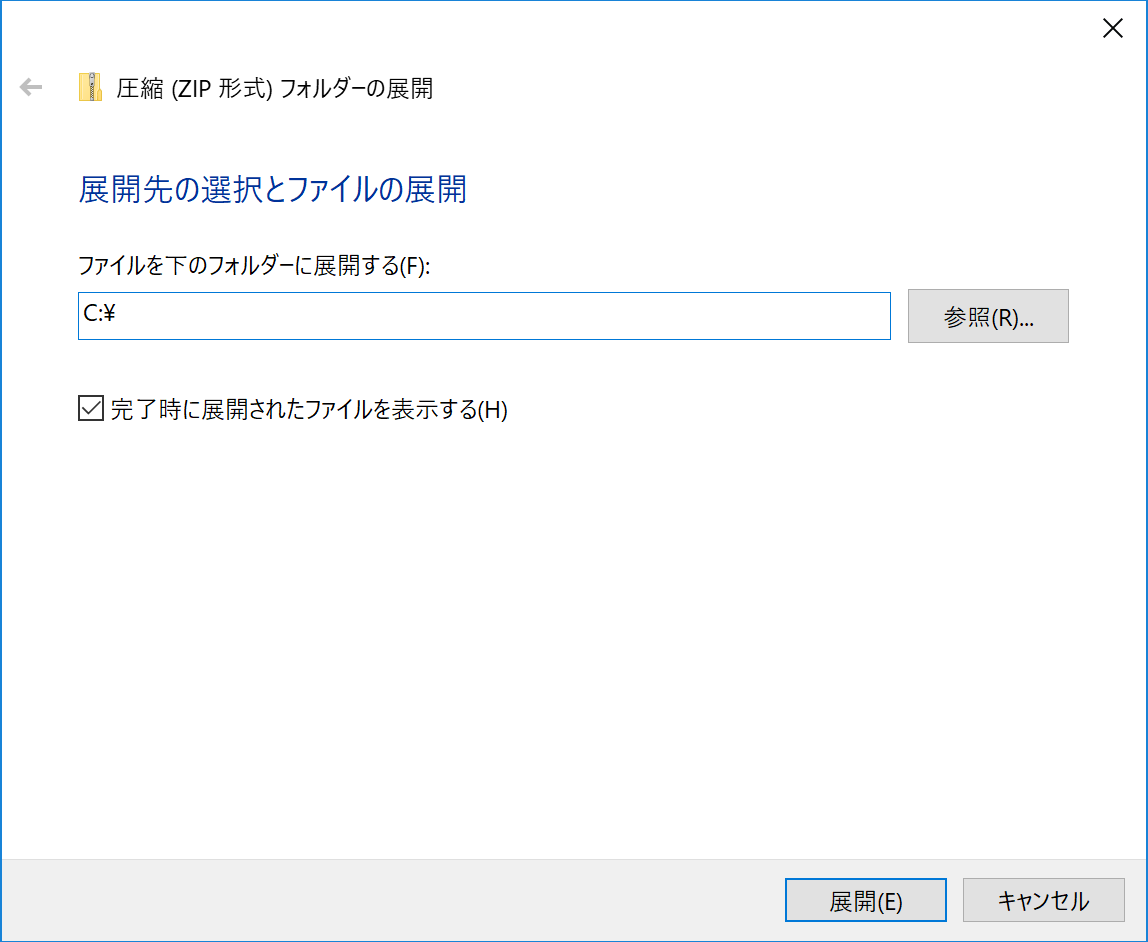 圧縮 (ZIP 形式) フォルダーの展開
展開先の選択とファイルの展開
ファイルを下のフォルダーに展開する(F):
C:¥
参照(R)...
完了時に展開されたファイルを表示する(H)
展開(E)
キャンセル